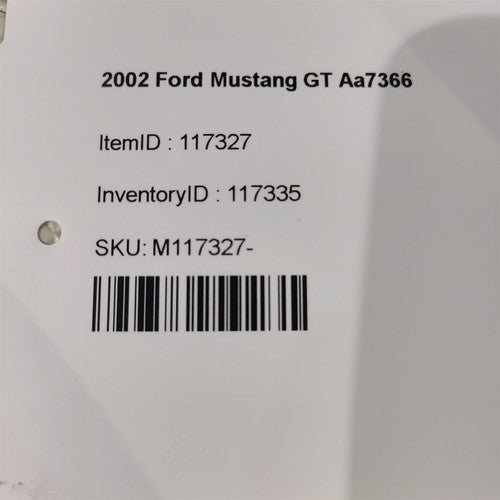 2002 Ford Mustang GT Aa7366
ItemID : 117327
InventoryID : 117335
SKU: M117327-